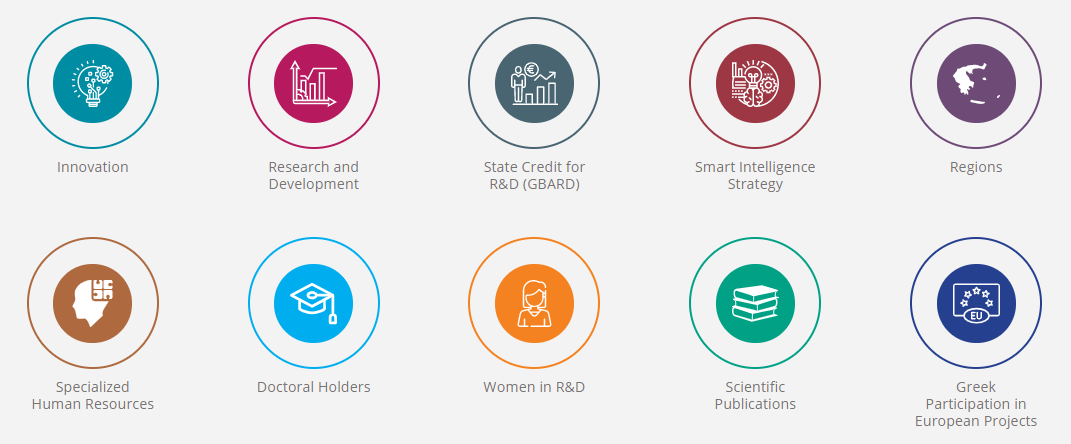 Innovation
Research and
Development
State Credit for
R&D (GBARD)
Smart Intelligence
Strategy
Regions
Specialized
Human Resources
Doctoral Holders
Women in R&D
Scientific
Publications
EU
Greek
Participation in
European Projects